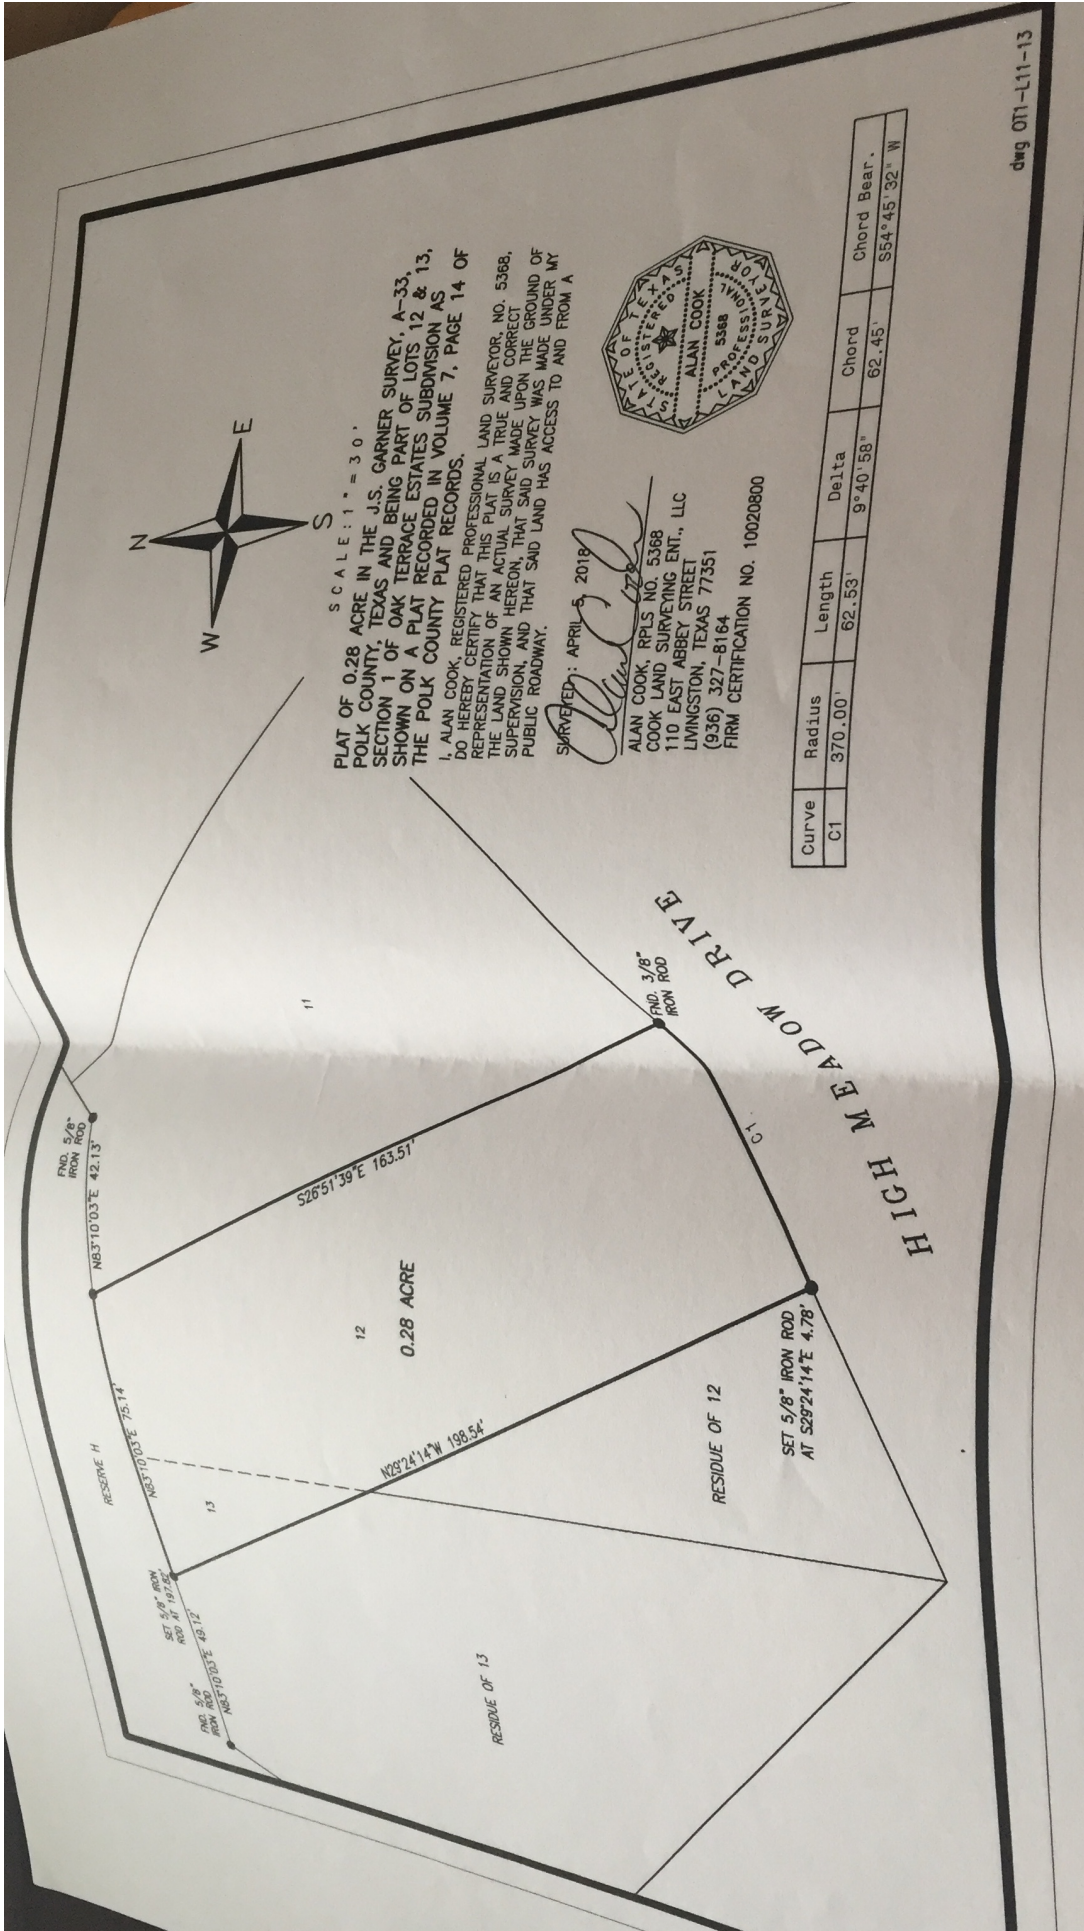 FND. 5/8"
IRON ROD
N83°10'03"E 49.12'
SET 5/8" IRON
ROD AT 197.82'
RESERVE H
N83°10'03"E 75.14'
FND. 5/8"
IRON ROD
N83°10'03"E 42.13'
13
12
0.28 ACRE
11
S26°51'39"E 163.51'
N29°24'14"W 198.54'
RESIDUE OF 13
RESIDUE OF 12
SET 5/8" IRON ROD
AT S29°24'14"E 4.78'
C1
FND. 3/8"
IRON ROD
HIGH MEADOW DRIVE
N
W
E
S
SCALE: 1" = 30'
PLAT OF 0.28 ACRE IN THE J.S. GARNER SURVEY, A-33,
POLK COUNTY, TEXAS AND BEING PART OF LOTS 12 & 13,
SECTION 1 OF OAK TERRACE ESTATES SUBDIVISION AS
SHOWN ON A PLAT RECORDED IN VOLUME 7, PAGE 14 OF
THE POLK COUNTY PLAT RECORDS.
I, ALAN COOK, REGISTERED PROFESSIONAL LAND SURVEYOR, NO. 5368,
DO HEREBY CERTIFY THAT THIS PLAT IS A TRUE AND CORRECT
REPRESENTATION OF AN ACTUAL SURVEY MADE UPON THE GROUND OF
THE LAND SHOWN HEREON, THAT SAID SURVEY WAS MADE UNDER MY
SUPERVISION, AND THAT SAID LAND HAS ACCESS TO AND FROM A
PUBLIC ROADWAY.
SURVEYED: APRIL 5, 2018
Alan Cook
ALAN COOK, RPLS NO. 5368
COOK LAND SURVEYING ENT., LLC
110 EAST ABBEY STREET
LIVINGSTON, TEXAS 77351
(936) 327-8164
FIRM CERTIFICATION NO. 10020800
STATE OF TEXAS
REGISTERED
ALAN COOK
5368
PROFESSIONAL
LAND SURVEYOR
Curve Radius Length Delta Chord Chord Bear.
C1 370.00' 62.53' 9°40'58" 62.45' S54°45'32" W
dwg OT1-L11-13